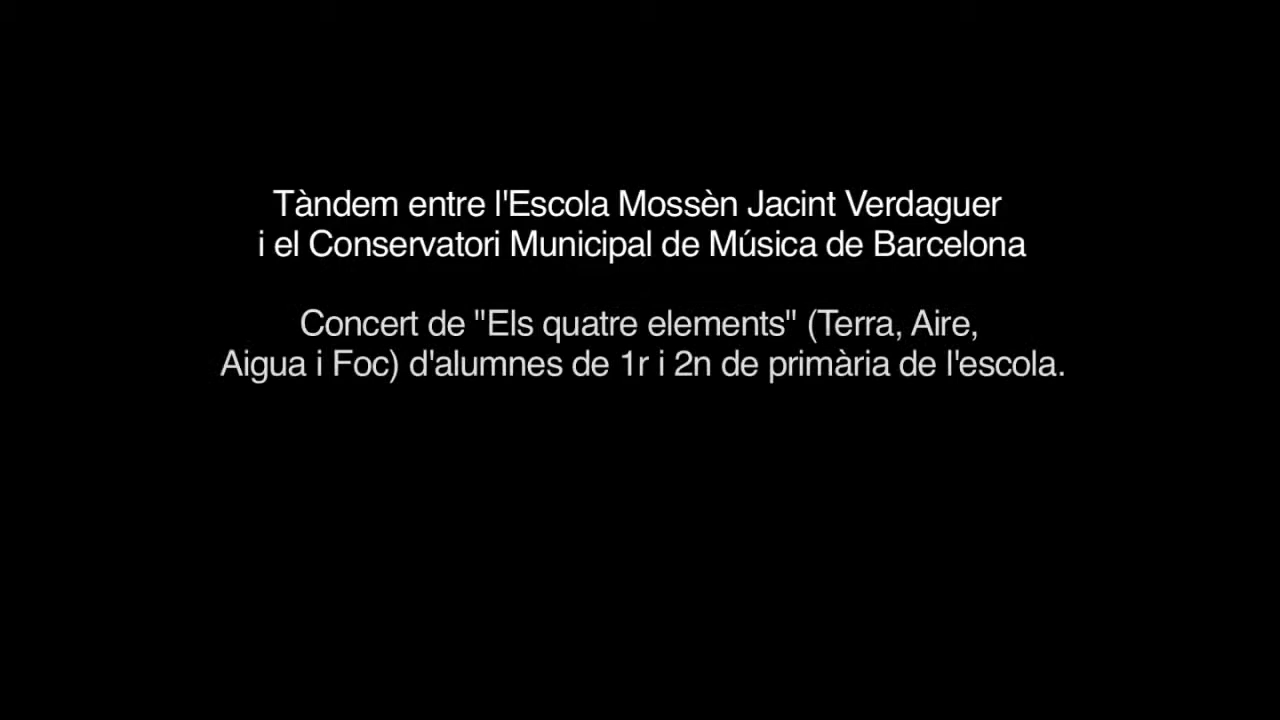 Tàndem entre l'Escola Mossèn Jacint Verdaguer
i el Conservatori Municipal de Música de Barcelona
Concert de "Els quatre elements" (Terra, Aire,
Aigua i Foc) d'alumnes de 1r i 2n de primària de l'escola.